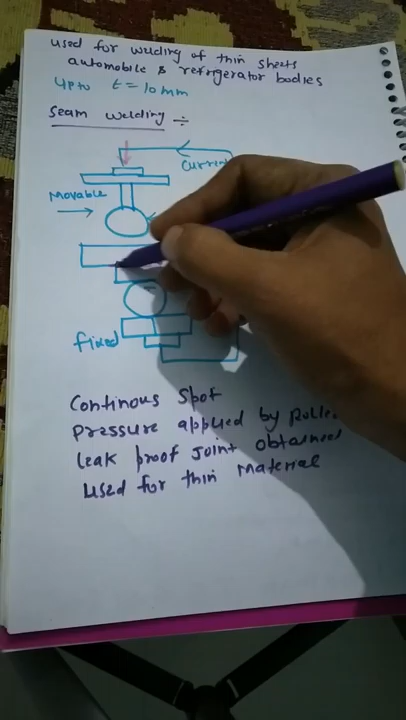 used for welding of thin sheets
automobile & refrigerator bodies
upto t = 10 mm
Seam Welding ÷
Current
Movable
fixed
Continous Spot
Pressure applied by
leak proof joint obtained
used for thin material